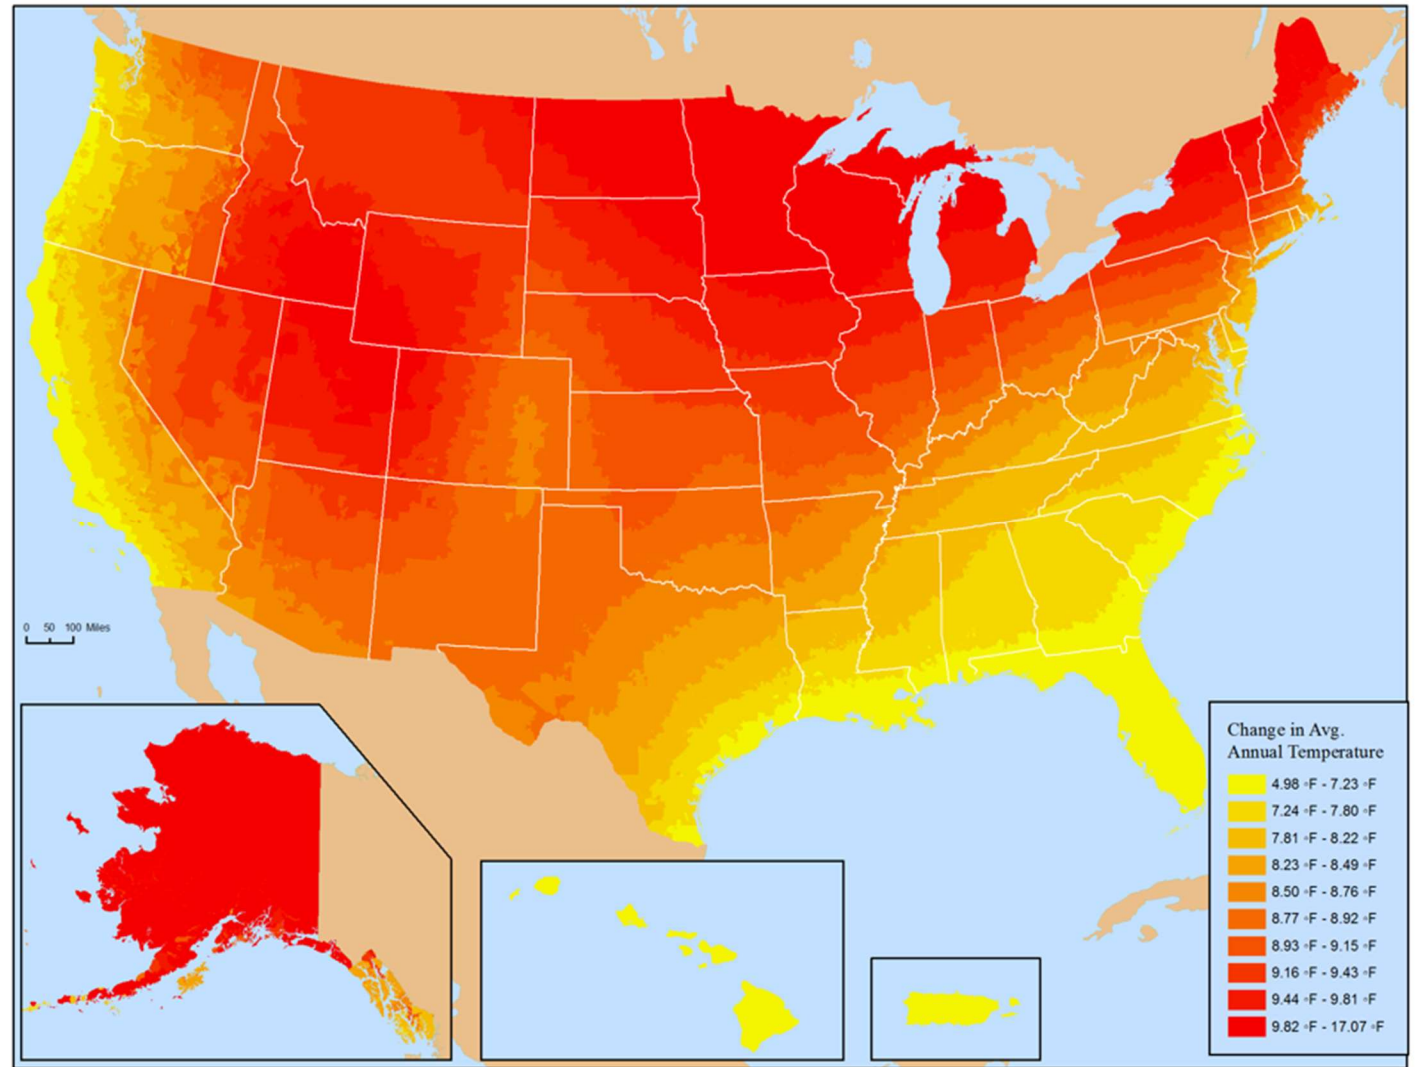 0 50 100 Miles
Change in Avg.
Annual Temperature
4.98 °F - 7.23 °F
7.24 °F - 7.80 °F
7.81 °F - 8.22 °F
8.23 °F - 8.49 °F
8.50 °F - 8.76 °F
8.77 °F - 8.92 °F
8.93 °F - 9.15 °F
9.16 °F - 9.43 °F
9.44 °F - 9.81 °F
9.82 °F - 17.07 °F